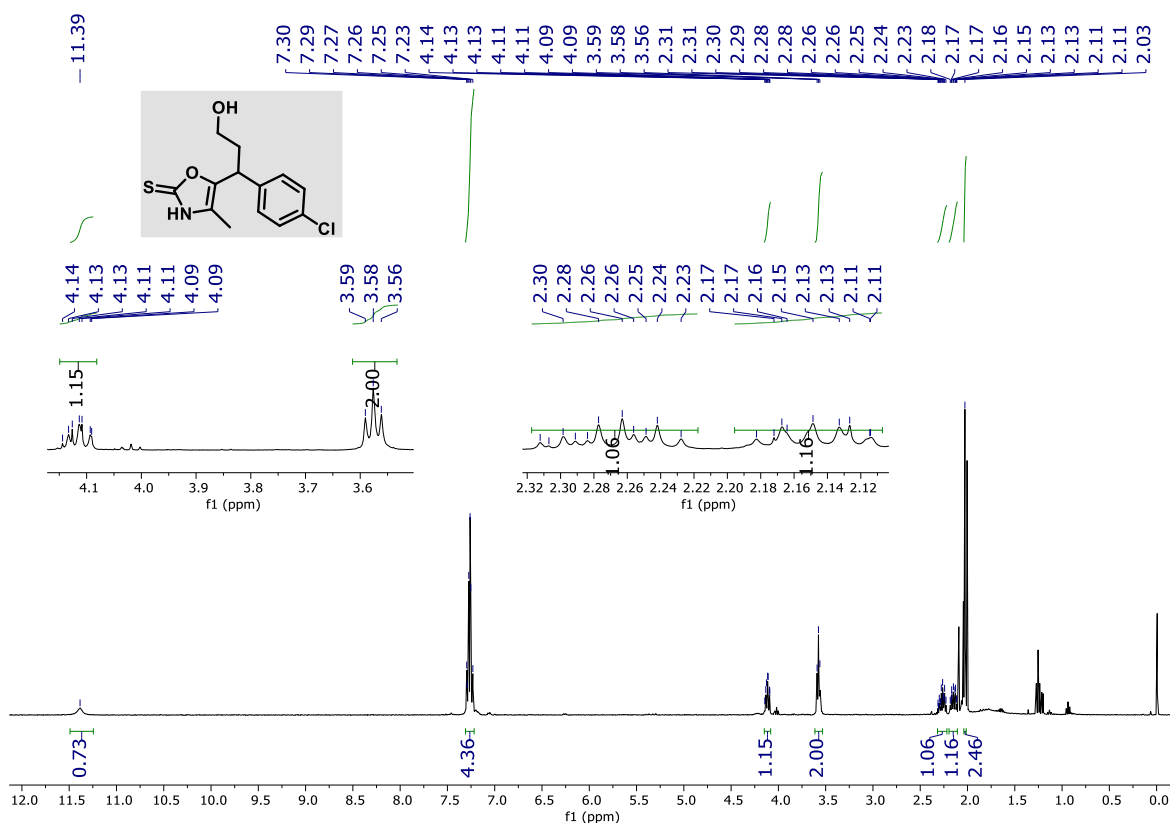 11.39
7.30 7.29 7.27 7.26 7.25 7.23 4.14 4.13 4.13 4.11 4.11 4.09 4.09 3.59 3.58 3.56 2.31 2.31 2.30 2.29 2.28 2.28 2.26 2.26 2.25 2.24 2.23 2.18 2.17 2.17 2.16 2.15 2.13 2.13 2.11 2.11 2.03
OH
O
S
HN
Cl
4.14 4.13 4.13 4.11 4.11 4.09 4.09
3.59 3.58 3.56
2.30 2.28 2.26 2.26 2.25 2.24 2.23 2.17 2.17 2.16 2.15 2.13 2.13 2.11 2.11
1.15 2.00
1.06 1.16
4.1 4.0 3.9 3.8 3.7 3.6
f1 (ppm)
2.32 2.30 2.28 2.26 2.24 2.22 2.20 2.18 2.16 2.14 2.12
f1 (ppm)
0.73 4.36 1.15 2.00 1.06 1.16 2.46
12.0 11.5 11.0 10.5 10.0 9.5 9.0 8.5 8.0 7.5 7.0 6.5 6.0 5.5 5.0 4.5 4.0 3.5 3.0 2.5 2.0 1.5 1.0 0.5 0.0
f1 (ppm)